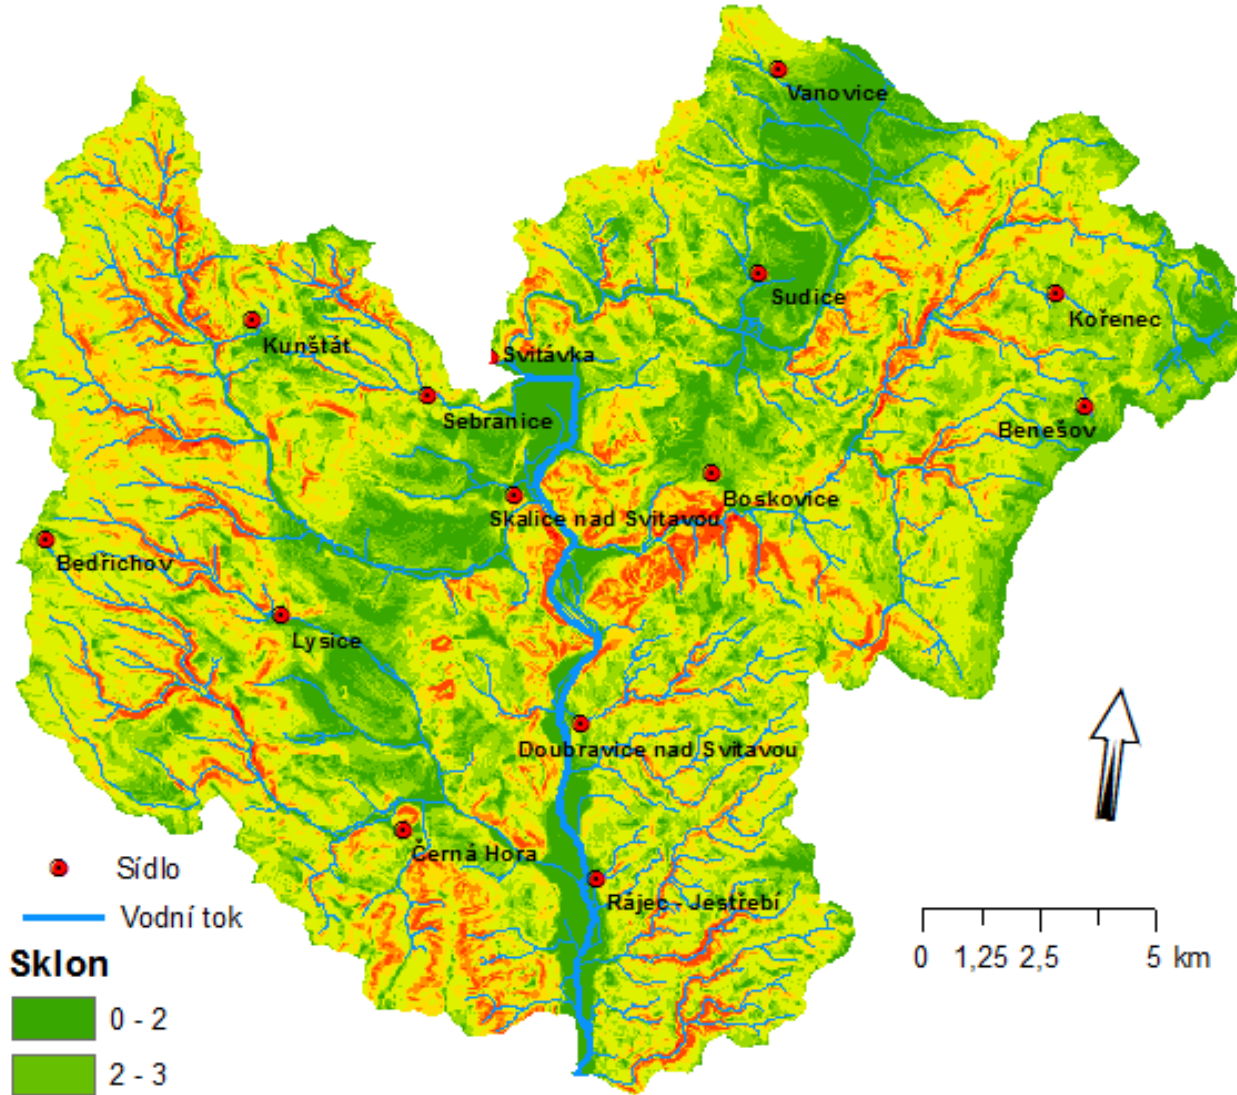 Vanovice
Sudice
Kořenec
Kunštát
Svitávka
Sebranice
Benešov
Boskovice
Skalice nad Svitavou
Bedřichov
Lysice
Doubravice nad Svitavou
Černá Hora
Rájec - Jestřebí
Sídlo
Vodní tok
0 1,25 2,5 5 km
Sklon
0 - 2
2 - 3